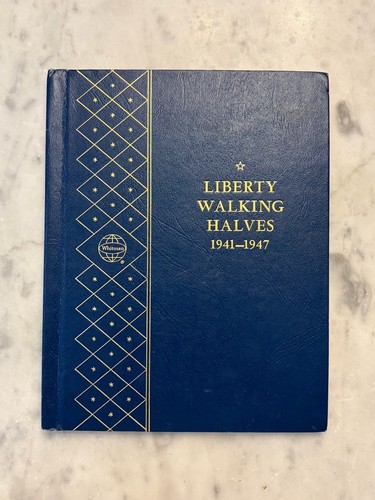 LIBERTY
WALKING
HALVES
1941—1947
Whitman
®